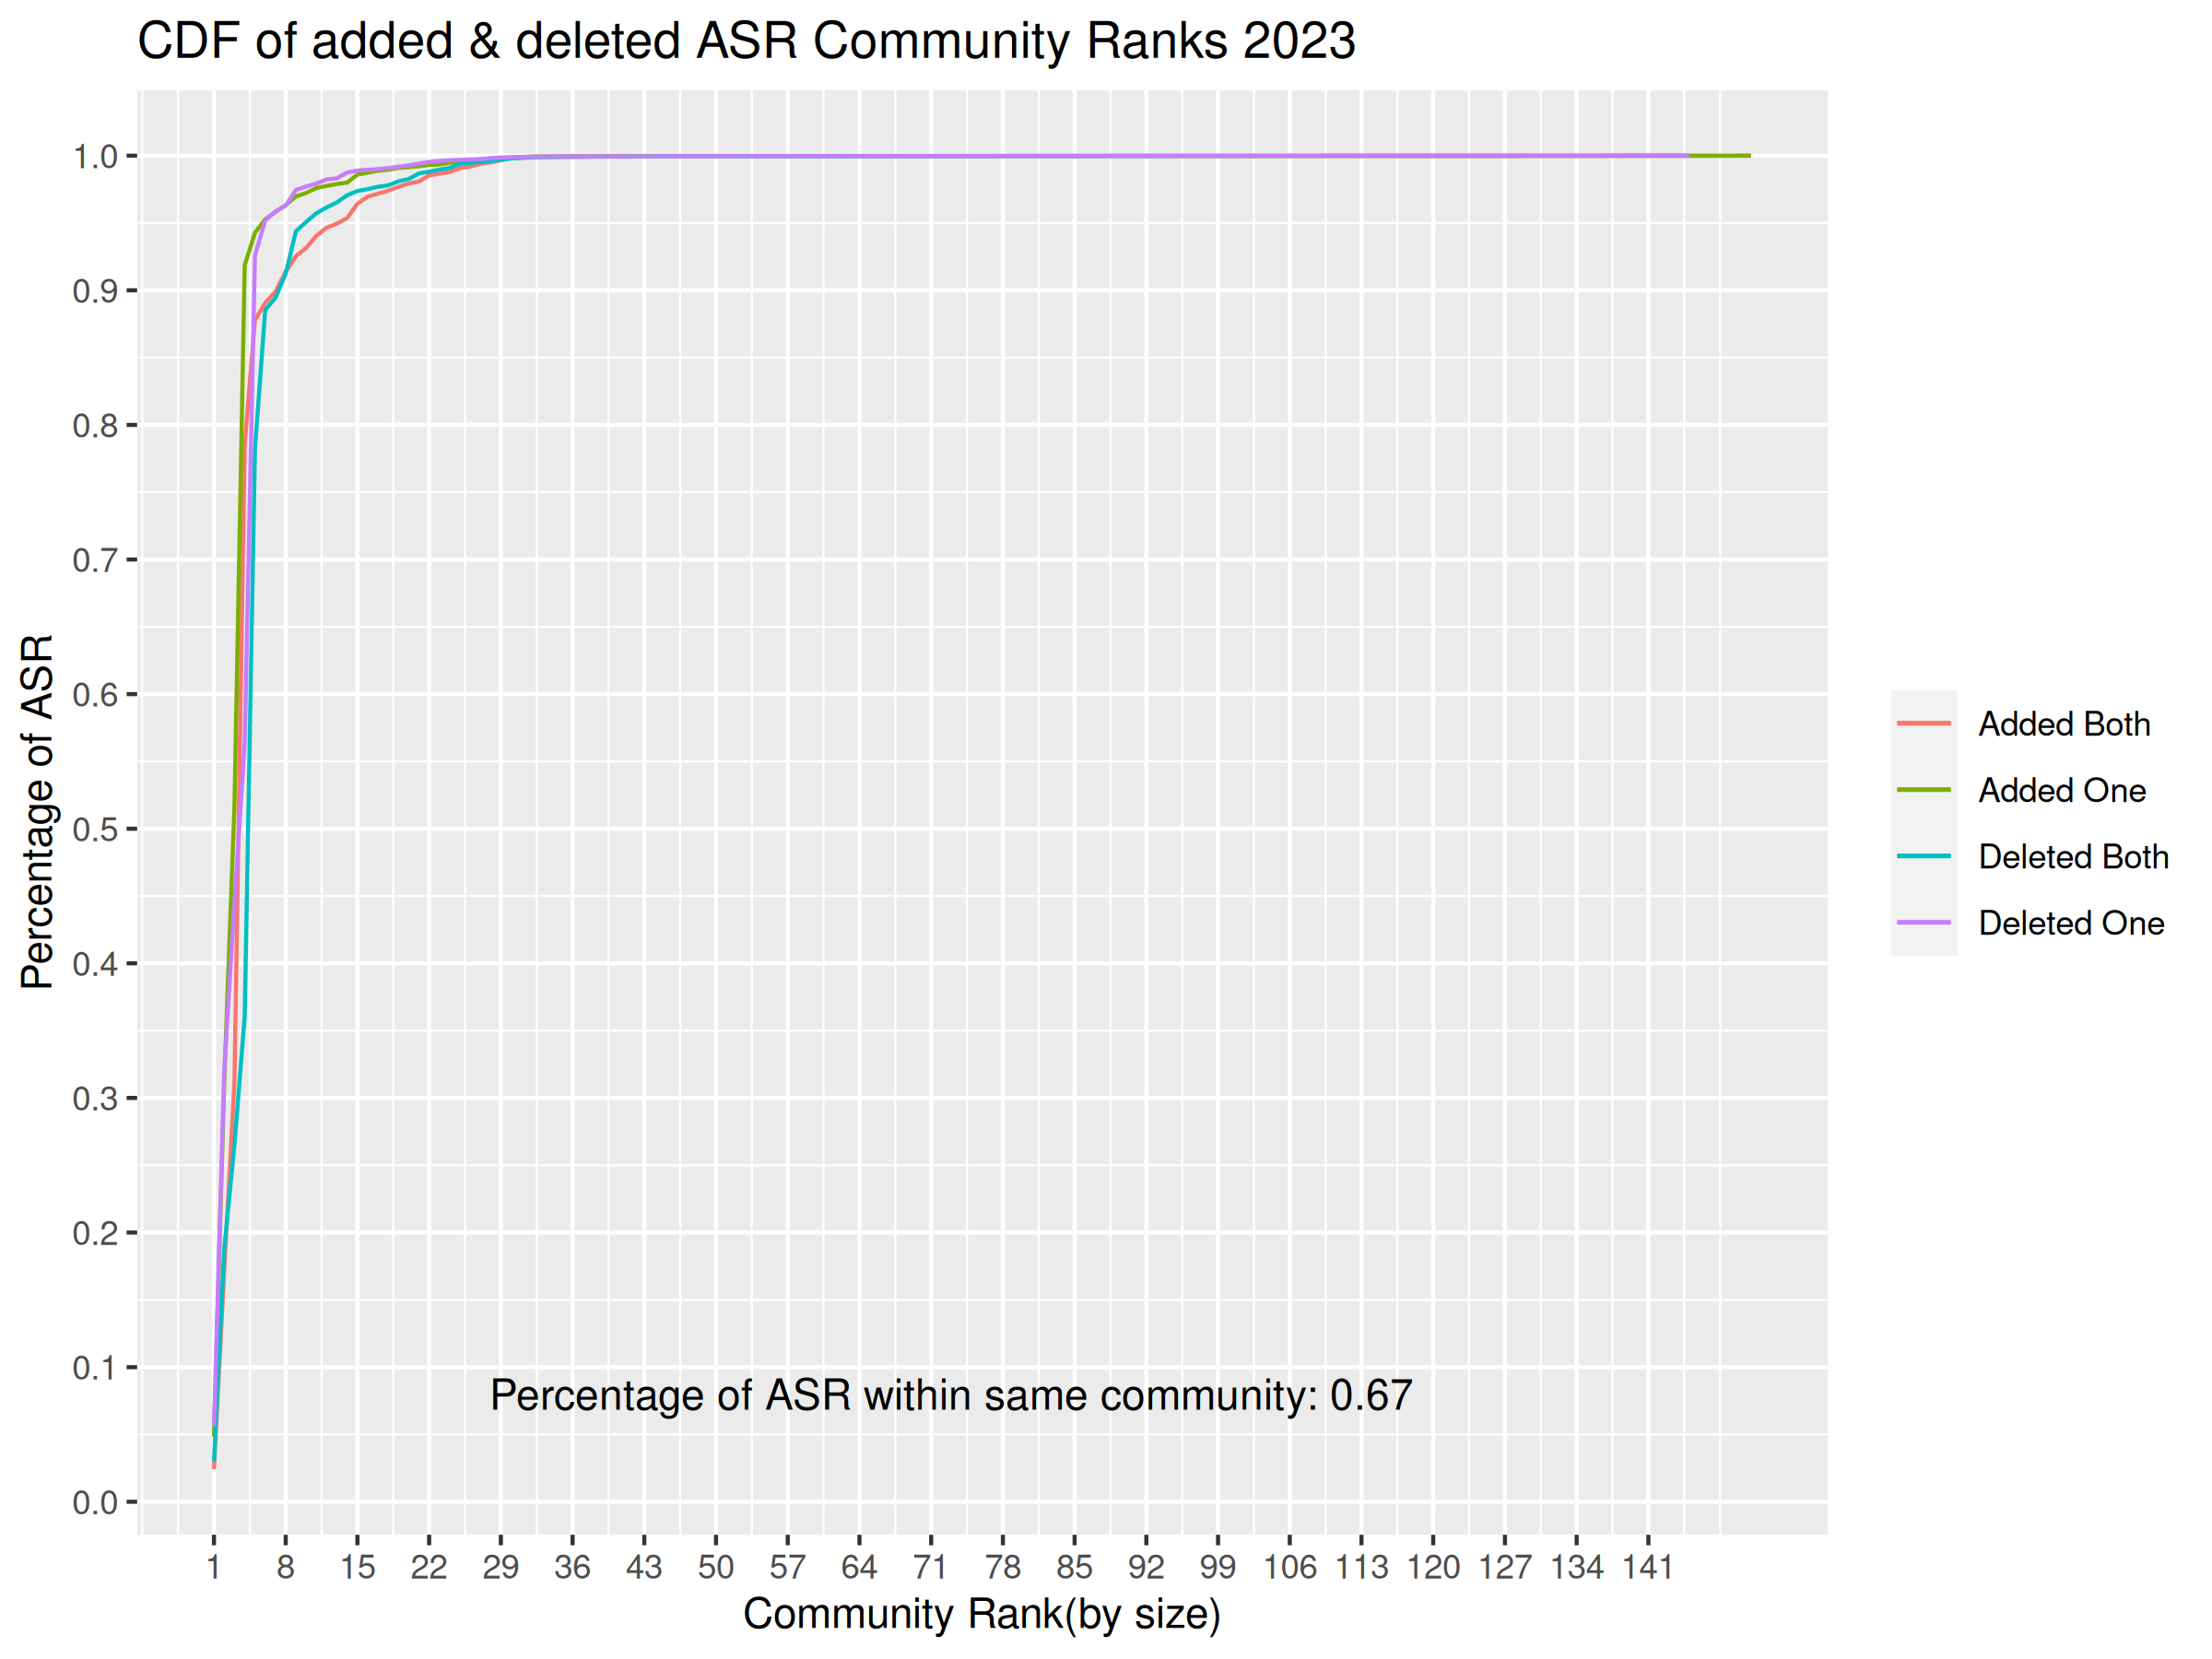 CDF of added & deleted ASR Community Ranks 2023
Percentage of ASR
1.0
0.9
0.8
0.7
0.6
0.5
0.4
0.3
0.2
0.1
0.0
Percentage of ASR within same community: 0.67
1 8 15 22 29 36 43 50 57 64 71 78 85 92 99 106 113 120 127 134 141
Community Rank(by size)
Added Both
Added One
Deleted Both
Deleted One